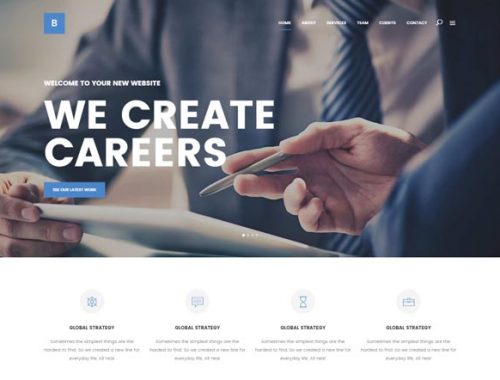 B
HOME ABOUT SERVICES TEAM CLIENTS CONTACT
WELCOME TO YOUR NEW WEBSITE
WE CREATE
CAREERS
SEE OUR LATEST WORK
GLOBAL STRATEGY
Sometimes the simplest things are the
hardest to find. So we created a new line for
everyday life, All Year.
GLOBAL STRATEGY
Sometimes the simplest things are the
hardest to find. So we created a new line for
everyday life, All Year.
GLOBAL STRATEGY
Sometimes the simplest things are the
hardest to find. So we created a new line for
everyday life, All Year.
GLOBAL STRATEGY
Sometimes the simplest things are the
hardest to find. So we created a new line for
everyday life, All Year.